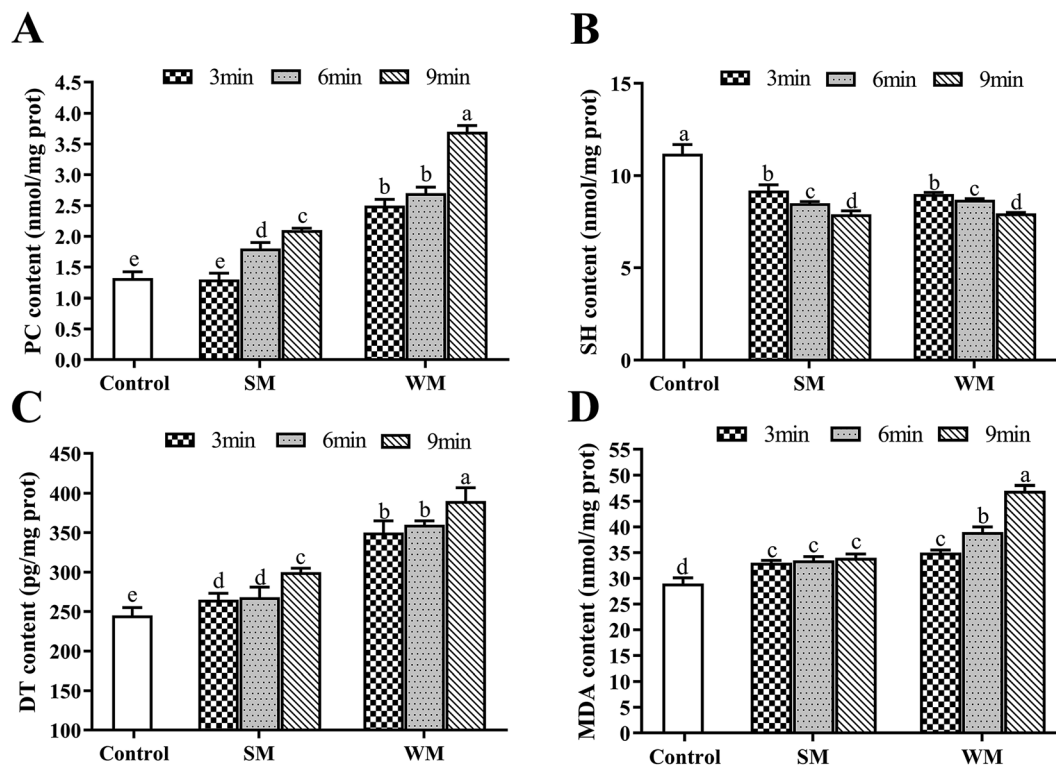 A
3min 6min 9min
PC content (nmol/mg prot)
4.5
4.0
3.5
3.0
2.5
2.0
1.5
1.0
0.5
0.0
e
e
d
c
b
b
a
Control SM WM
B
3min 6min 9min
SH content (nmol/mg prot)
15
10
5
0
a
b
c
d
b
c
d
Control SM WM
C
3min 6min 9min
DT content (pg/mg prot)
450
400
350
300
250
200
150
100
e
d
d
c
b
b
a
Control SM WM
D
3min 6min 9min
MDA content (nmol/mg prot)
55
50
45
40
35
30
25
20
15
10
5
0
d
c
c
c
c
b
a
Control SM WM